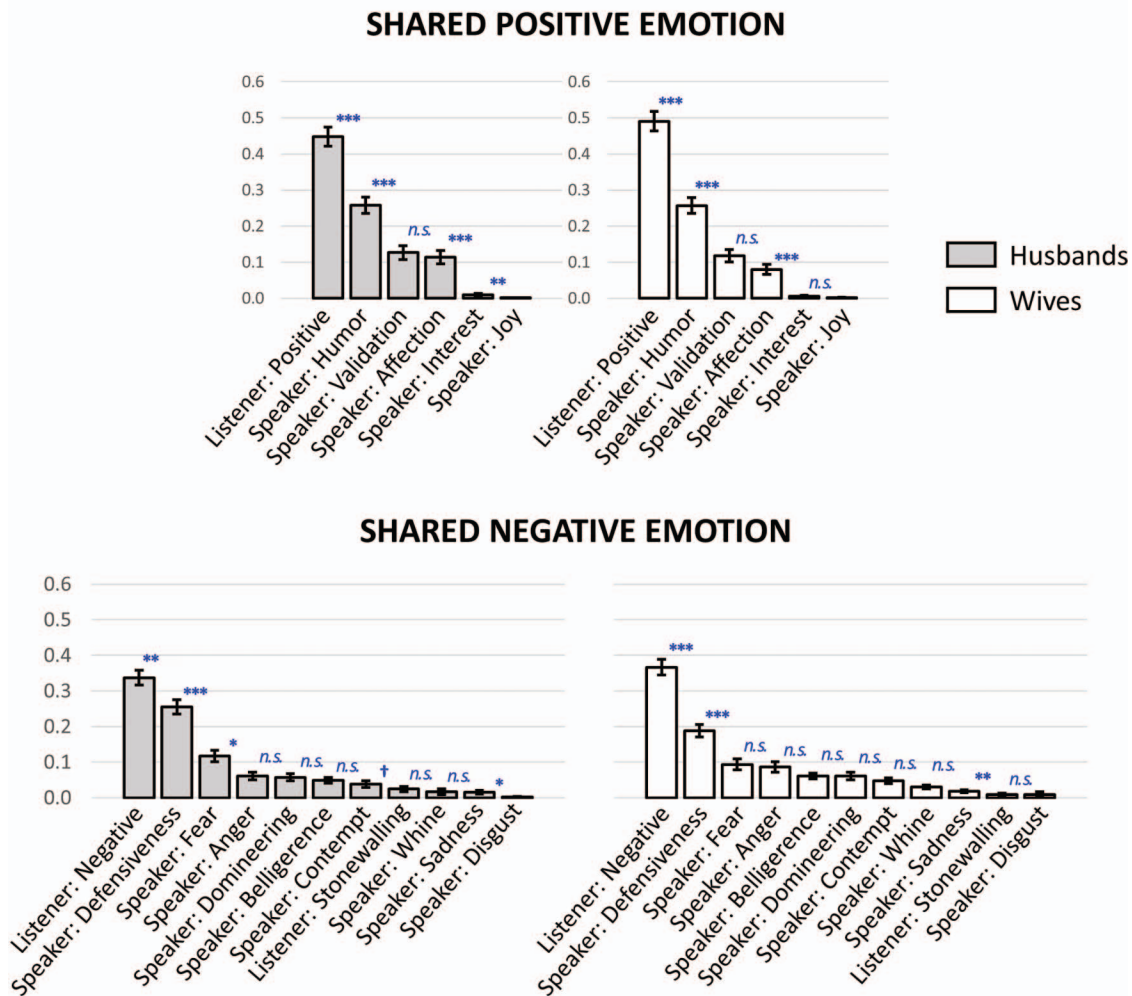 SHARED POSITIVE EMOTION
0.6
0.5
0.4
0.3
0.2
0.1
0.0
***
***
n.s.
***
**
Listener: Positive
Speaker: Humor
Speaker: Validation
Speaker: Affection
Speaker: Interest
Speaker: Joy
0.6
0.5
0.4
0.3
0.2
0.1
0.0
***
***
n.s.
***
n.s.
Listener: Positive
Speaker: Humor
Speaker: Validation
Speaker: Affection
Speaker: Interest
Speaker: Joy
Husbands
Wives
SHARED NEGATIVE EMOTION
0.6
0.5
0.4
0.3
0.2
0.1
0.0
**
***
*
n.s.
n.s.
n.s.
†
n.s.
n.s.
*
Listener: Negative
Speaker: Defensiveness
Speaker: Fear
Speaker: Anger
Speaker: Domineering
Speaker: Belligerence
Speaker: Contempt
Listener: Stonewalling
Speaker: Whine
Speaker: Sadness
Speaker: Disgust
***
***
n.s.
n.s.
n.s.
n.s.
n.s.
n.s.
**
n.s.
Listener: Negative
Speaker: Defensiveness
Speaker: Fear
Speaker: Anger
Speaker: Belligerence
Speaker: Domineering
Speaker: Contempt
Speaker: Whine
Speaker: Sadness
Listener: Stonewalling
Speaker: Disgust